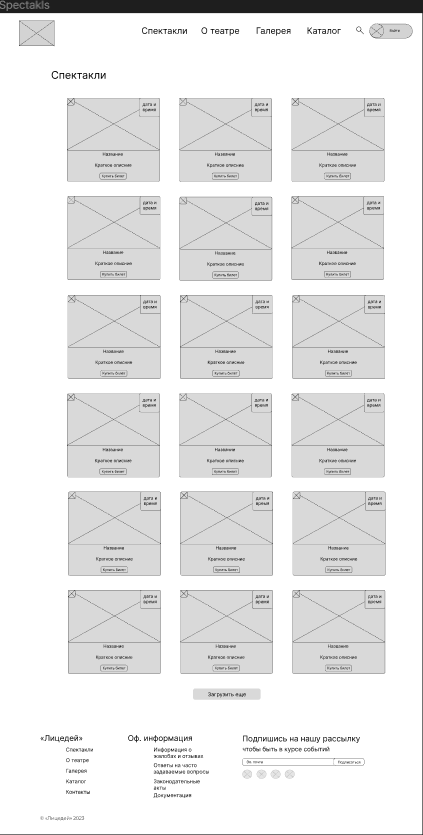 Spectakls
Спектакли О театре Галерея Каталог Войти
Спектакли
дата и
время
дата и
время
дата и
время
Название
Название
Название
Краткое описание
Краткое описание
Краткое описание
Купить билет
Купить билет
Купить билет
дата и
время
дата и
время
дата и
время
Название
Название
Название
Краткое описание
Краткое описание
Краткое описание
Купить билет
Купить билет
Купить билет
дата и
время
дата и
время
дата и
время
Название
Название
Название
Краткое описание
Краткое описание
Краткое описание
Купить билет
Купить билет
Купить билет
дата и
время
дата и
время
дата и
время
Название
Название
Название
Краткое описание
Краткое описание
Краткое описание
Купить билет
Купить билет
Купить билет
дата и
время
дата и
время
дата и
время
Название
Название
Название
Краткое описание
Краткое описание
Краткое описание
Купить билет
Купить билет
Купить билет
дата и
время
дата и
время
дата и
время
Название
Название
Название
Краткое описание
Краткое описание
Краткое описание
Купить билет
Купить билет
Купить билет
Загрузить еще
«Лицедей»
Спектакли
О театре
Галерея
Каталог
Контакты
Оф. информация
Информация о
жалобах и отзывах
Ответы на часто
задаваемые вопросы
Законодательные
акты
Документация
Подпишись на нашу рассылку
чтобы быть в курсе событий
Эл. почта
Подписаться
© «Лицедей» 2023